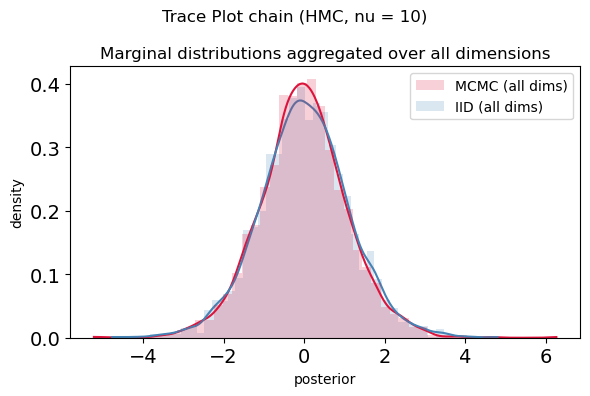 Trace Plot chain (HMC, nu = 10)
Marginal distributions aggregated over all dimensions
MCMC (all dims)
IID (all dims)
density
0.4
0.3
0.2
0.1
0.0
−4
−2
0
2
4
6
posterior